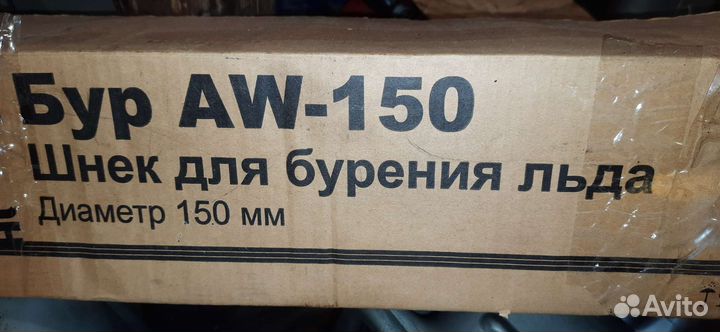 Бур AW-150
Шнек для бурения льда
Диаметр 150 мм
Avito